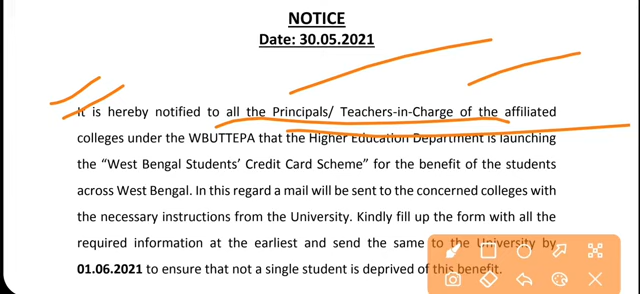 NOTICE
Date: 30.05.2021
It is hereby notified to all the Principals/ Teachers-in-Charge of the affiliated
colleges under the WBUTTEPA that the Higher Education Department is launching
the “West Bengal Students’ Credit Card Scheme” for the benefit of the students
across West Bengal. In this regard a mail will be sent to the concerned colleges with
the necessary instructions from the University. Kindly fill up the form with all the
required information at the earliest and send the same to the University by
01.06.2021 to ensure that not a single student is deprived of this benefit.